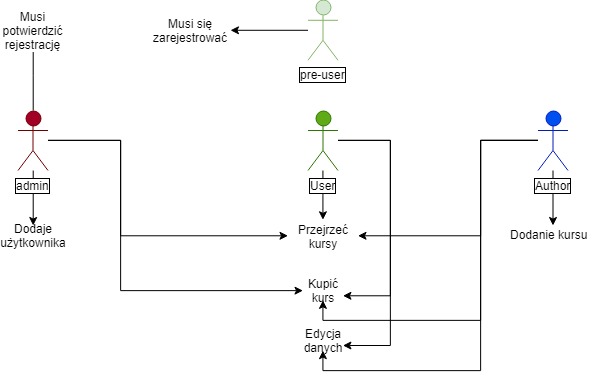 Musi
potwierdzić
rejestrację
Musi się
zarejestrować
pre-user
admin
User
Author
Dodaje
użytkownika
Przejrzeć
kursy
Dodanie kursu
Kupić
kurs
Edycja
danych